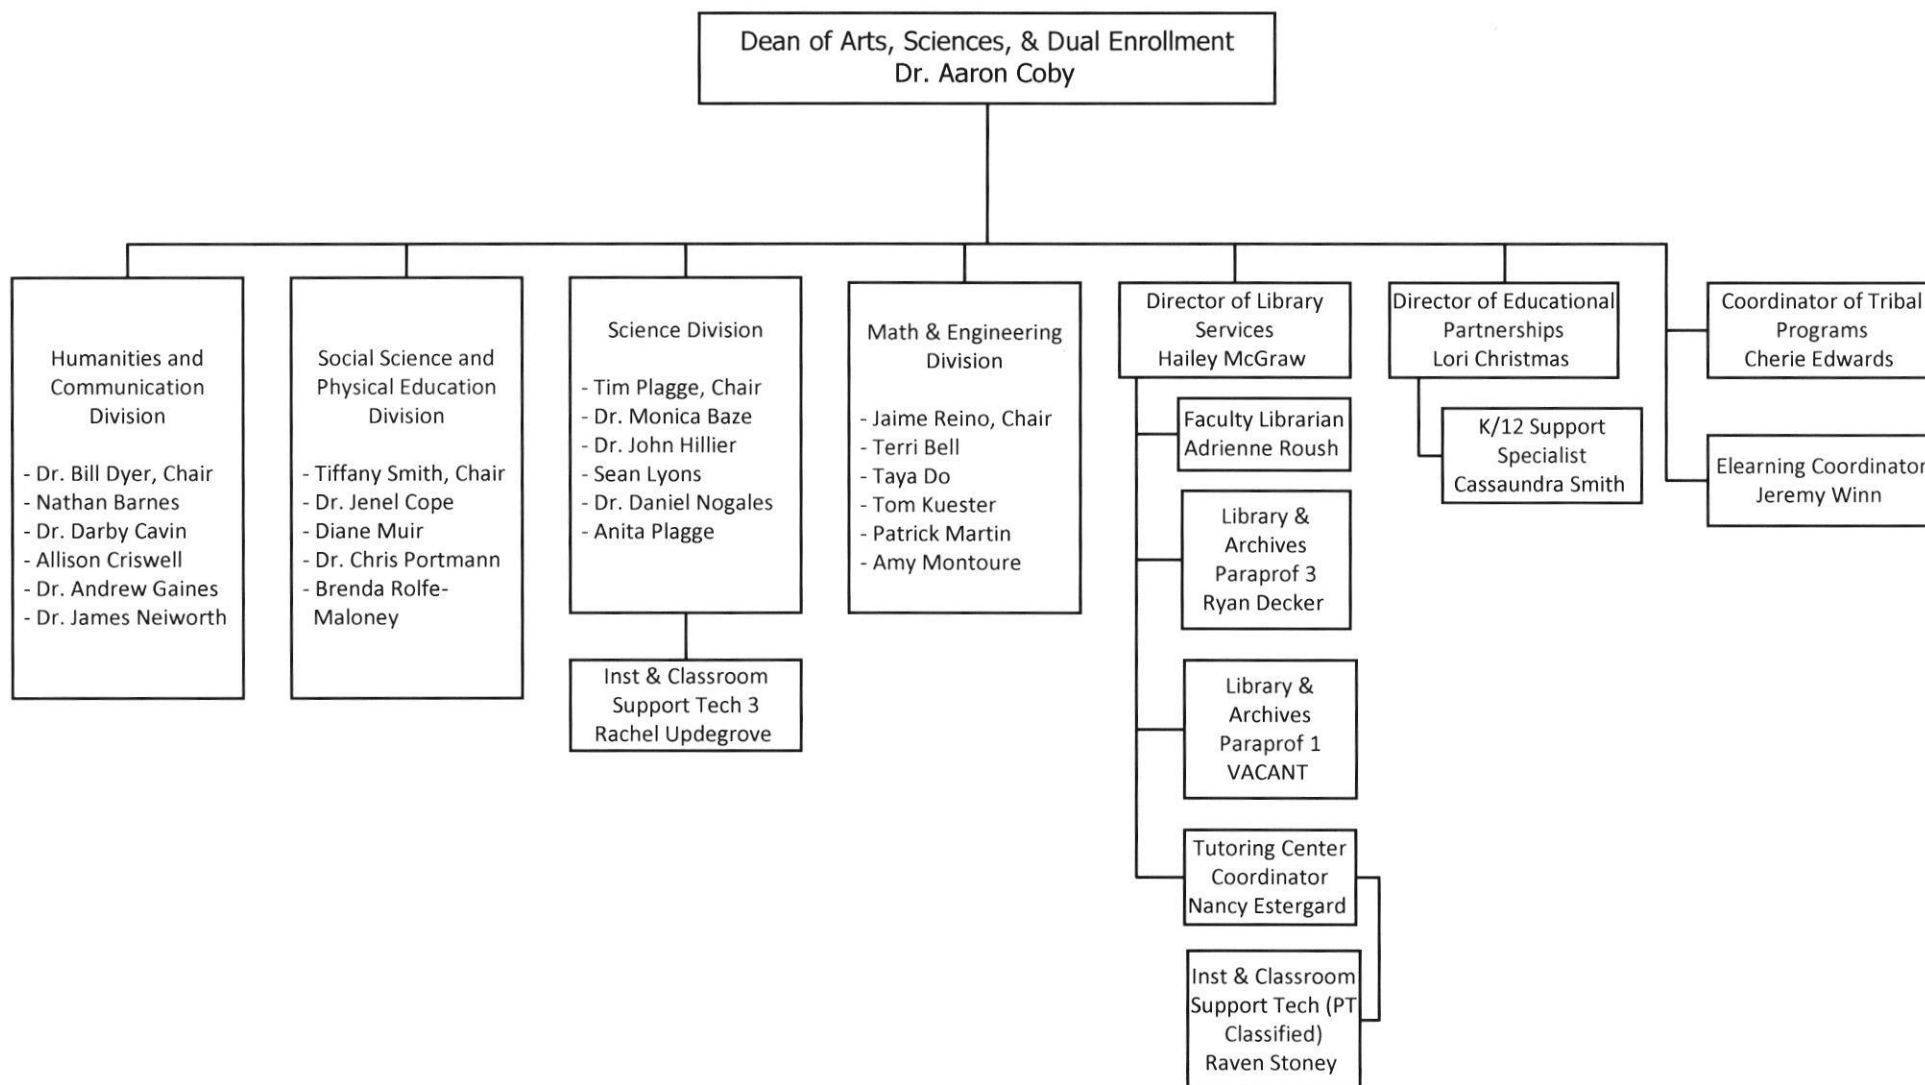 Dean of Arts, Sciences, & Dual Enrollment
Dr. Aaron Coby
Humanities and
Communication
Division
- Dr. Bill Dyer, Chair
- Nathan Barnes
- Dr. Darby Cavin
- Allison Criswell
- Dr. Andrew Gaines
- Dr. James Neiworth
Social Science and
Physical Education
Division
- Tiffany Smith, Chair
- Dr. Jenel Cope
- Diane Muir
- Dr. Chris Portmann
- Brenda Rolfe-
Maloney
Science Division
- Tim Plagge, Chair
- Dr. Monica Baze
- Dr. John Hillier
- Sean Lyons
- Dr. Daniel Nogales
- Anita Plagge
Inst & Classroom
Support Tech 3
Rachel Updegrove
Math & Engineering
Division
- Jaime Reino, Chair
- Terri Bell
- Taya Do
- Tom Kuester
- Patrick Martin
- Amy Montoure
Director of Library
Services
Hailey McGraw
Faculty Librarian
Adrienne Roush
Library &
Archives
Paraprof 3
Ryan Decker
Library &
Archives
Paraprof 1
VACANT
Tutoring Center
Coordinator
Nancy Estergard
Inst & Classroom
Support Tech (PT
Classified)
Raven Stoney
Director of Educational
Partnerships
Lori Christmas
K/12 Support
Specialist
Cassaundra Smith
Coordinator of Tribal
Programs
Cherie Edwards
Elearning Coordinator
Jeremy Winn